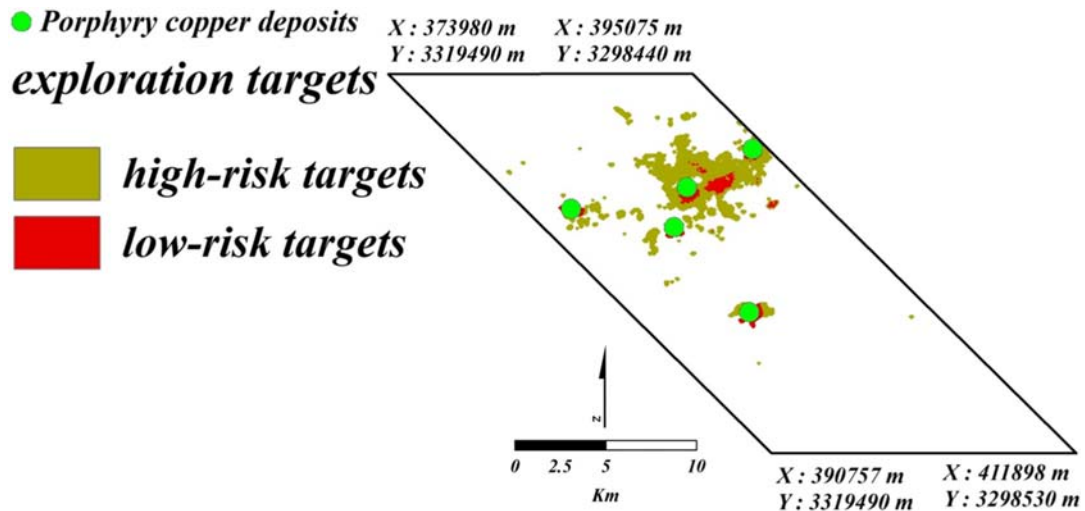 Porphyry copper deposits
exploration targets
high-risk targets
low-risk targets
X : 373980 m X : 395075 m
Y : 3319490 m Y : 3298440 m
z
0 2.5 5 10
Km
X : 390757 m X : 411898 m
Y : 3319490 m Y : 3298530 m